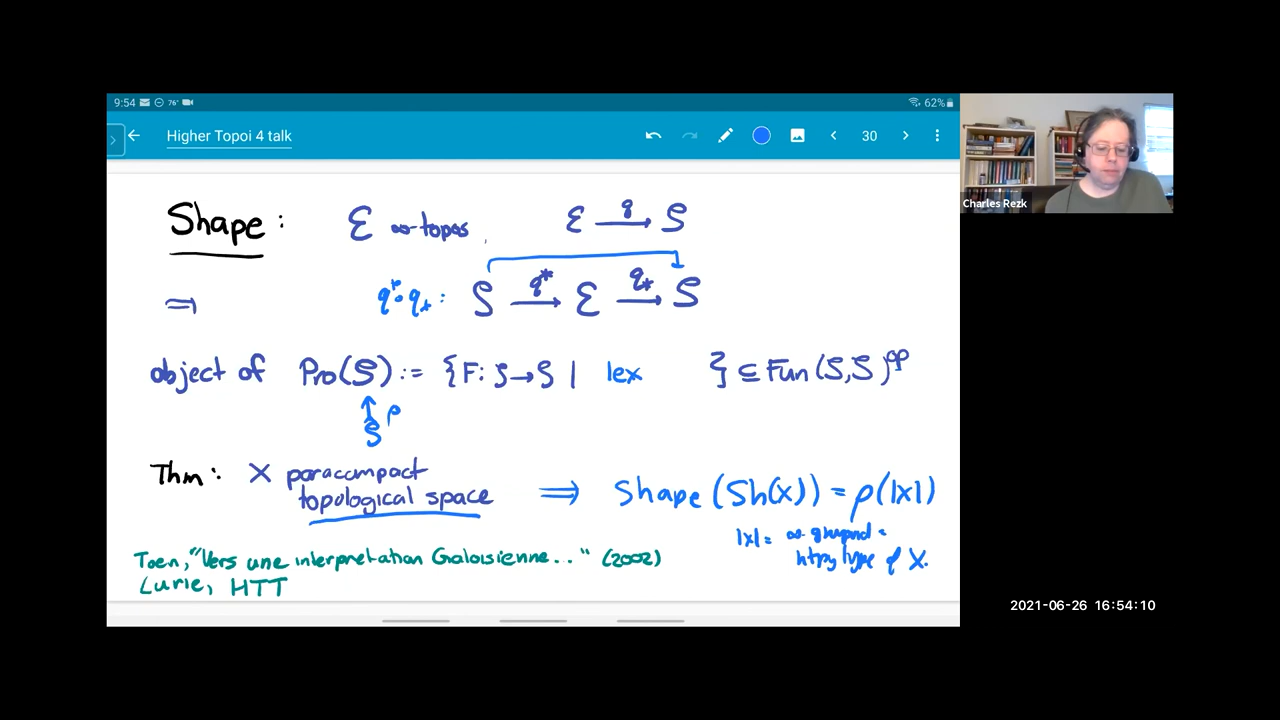 9:54 76° 62%
Higher Topoi 4 talk 30
Charles Rezk
Shape: ℰ ∞-topos, ℰ —q→ S
⇒ q*∘q_*: S —q*→ ℰ —q_*→ S
object of Pro(S) := {F: S→S | lex } ⊆ Fun(S,S)^op
↑ ρ
S
Thm: X paracompact
topological space ⇒ Shape(Sh(X)) = ρ(|X|)
|X| = ∞-groupoid =
htpy type of X.
Toen, "Vers une interpretation Galoisienne..." (2002)
Lurie, HTT
2021-06-26 16:54:10